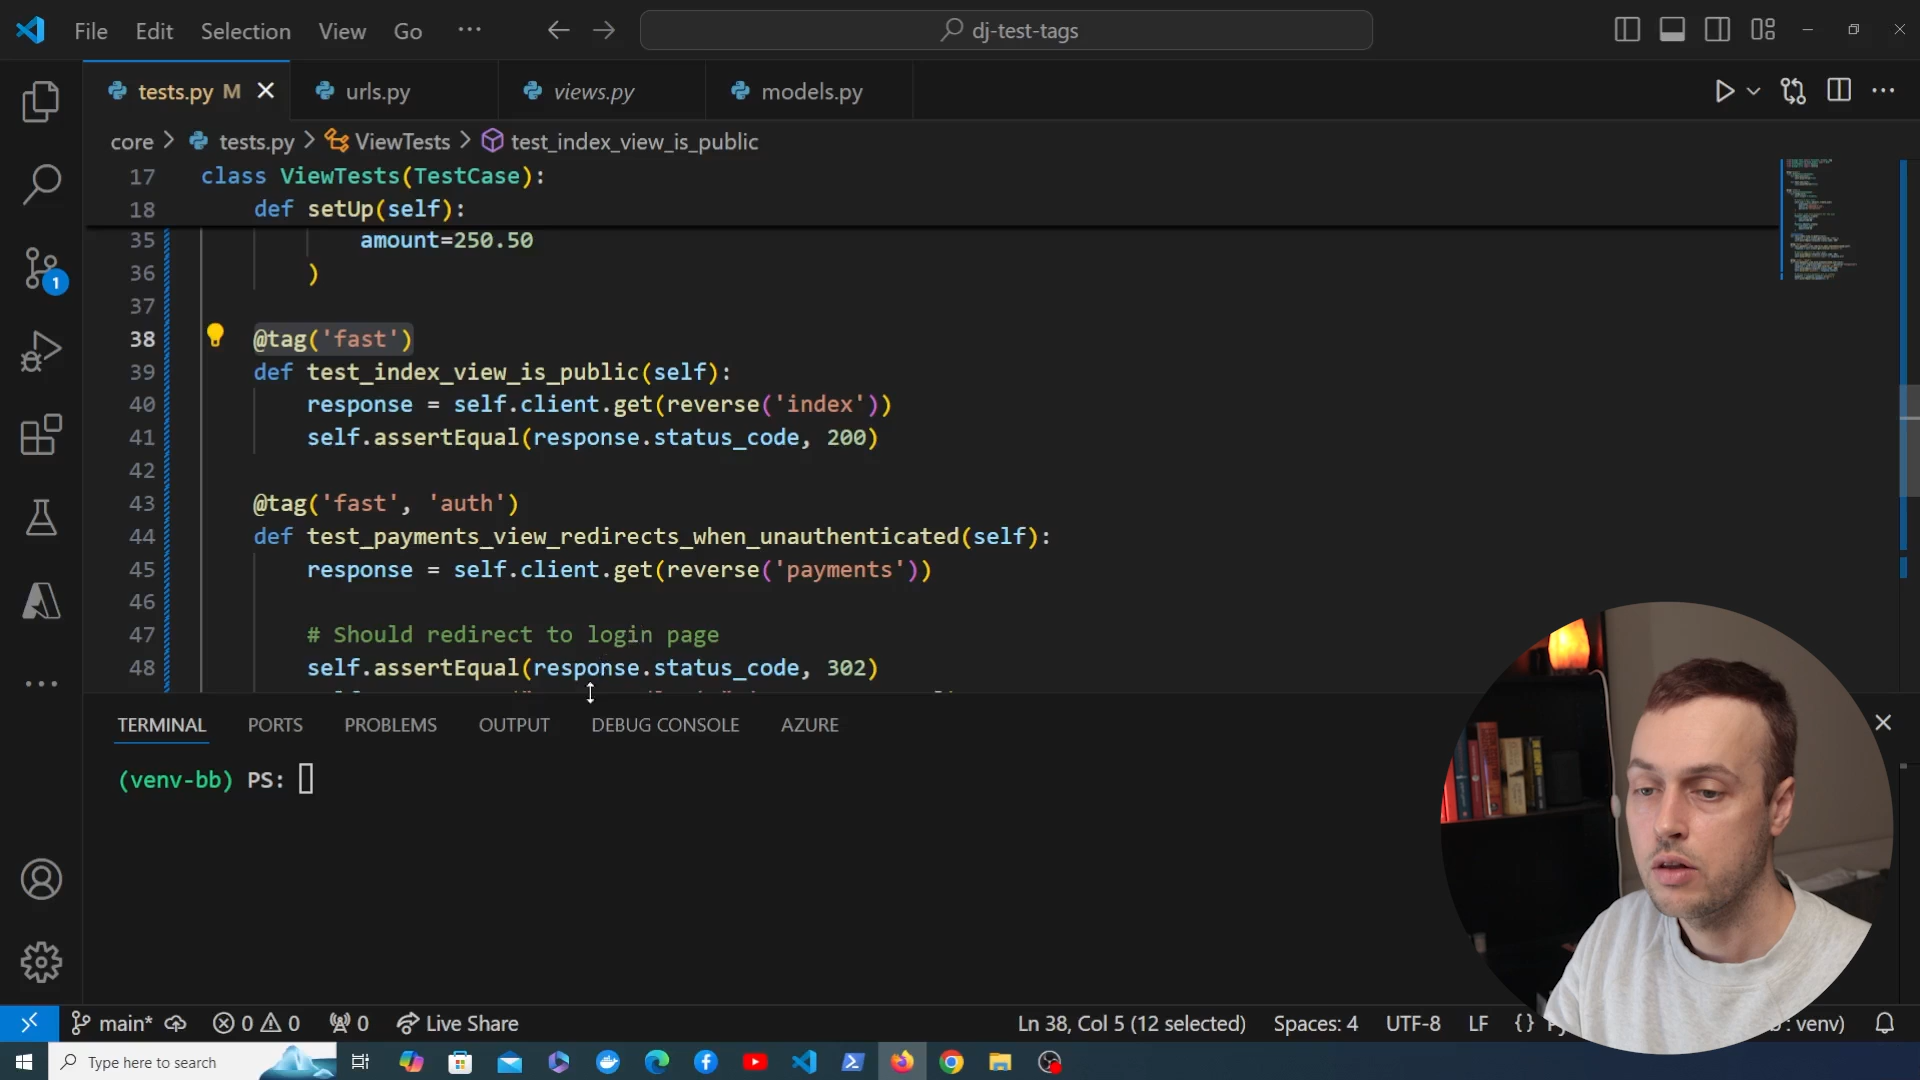 File Edit Selection View Go ···
dj-test-tags
tests.py M
urls.py
views.py
models.py
core > tests.py > ViewTests > test_index_view_is_public
17 class ViewTests(TestCase):
18 def setUp(self):
35 amount=250.50
36 )
37
38 @tag('fast')
39 def test_index_view_is_public(self):
40 response = self.client.get(reverse('index'))
41 self.assertEqual(response.status_code, 200)
42
43 @tag('fast', 'auth')
44 def test_payments_view_redirects_when_unauthenticated(self):
45 response = self.client.get(reverse('payments'))
46
47 # Should redirect to login page
48 self.assertEqual(response.status_code, 302)
1
TERMINAL PORTS PROBLEMS OUTPUT DEBUG CONSOLE AZURE
(venv-bb) PS:
main* 0 0 0 Live Share Ln 38, Col 5 (12 selected) Spaces: 4 UTF-8 LF {} : venv)
Type here to search